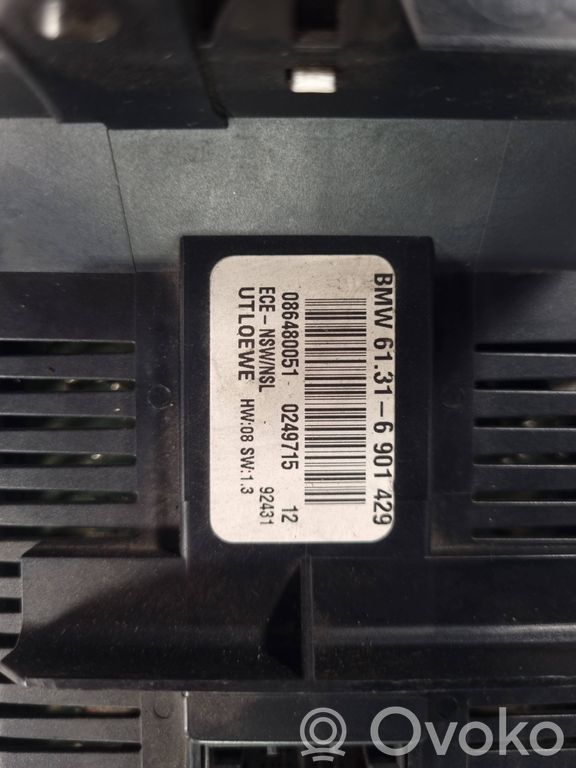 BMW 61.31-6 901 429
086480051 0249715 12
ECE-NSW/NSL 92431
UTLOEWE HW:08 SW:1.3
Ovoko